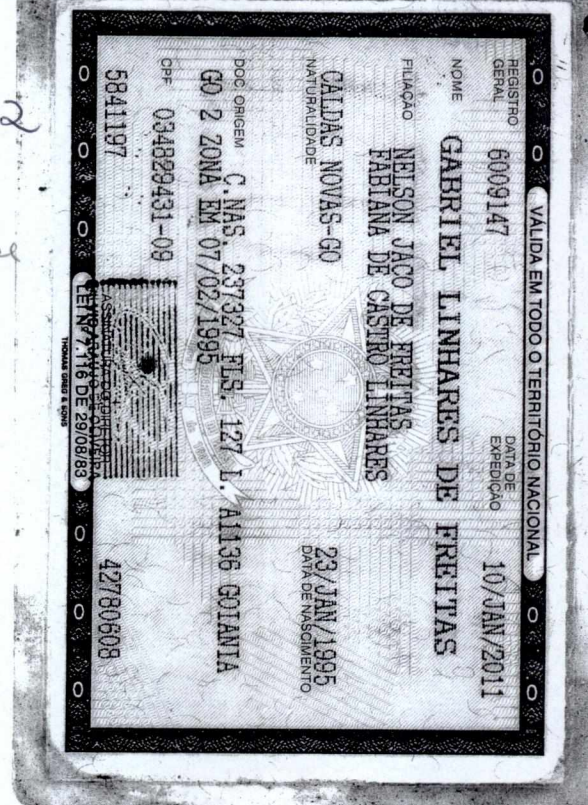 VALIDA EM TODO O TERRITÓRIO NACIONAL
REGISTRO GERAL 6009147 DATA DE EXPEDIÇÃO 10/JAN/2011
NOME GABRIEL LINHARES DE FREITAS
FILIAÇÃO NELSON JACO DE FREITAS
FABIANA DE CASTRO LINHARES
CALDAS NOVAS-GO 23/JAN/1995
NATURALIDADE DATA DE NASCIMENTO
DOC ORIGEM C.NAS. 237327 FLS. 127 L. A1136 GOIANIA
GO 2 ZONA EM 07/02/1995
CPF 034829431-09
5841197 42780608
LEI Nº 7.116 DE 29/08/83
THOMAS GREG & SONS